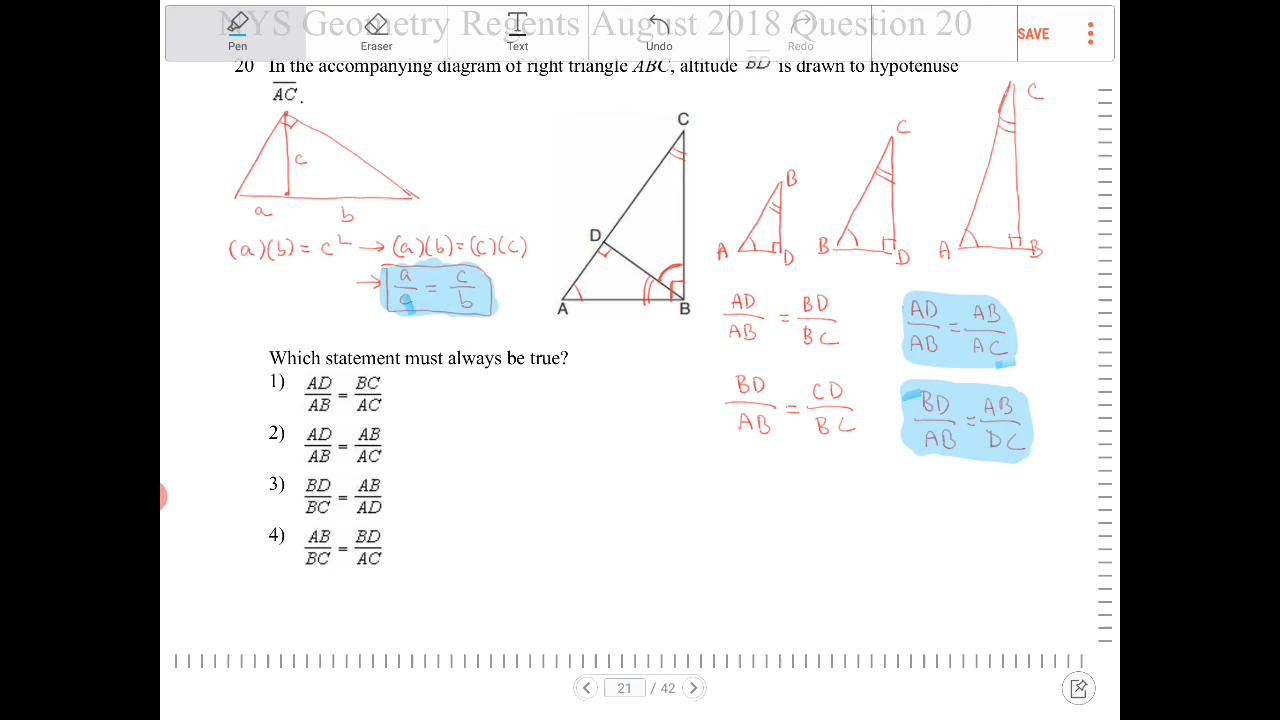 NYS Geometry Regents August 2018 Question 20
Pen
Eraser
Text
Undo
Redo
SAVE
20 In the accompanying diagram of right triangle ABC, altitude BD is drawn to hypotenuse
AC.
c
a
b
(a)(b) = c² → (a)(b) = (c)(c)
→ a/c = c/b
C
D
A
B
B
A
D
C
B
D
C
A
B
AD/AB = BD/BC
AD/AB = AB/AC
BD/AB = CD/BC
BD/AB = AB/DC
Which statement must always be true?
1) AD/AB = BC/AC
2) AD/AB = AB/AC
3) BD/BC = AB/AD
4) AB/BC = BD/AC
21 / 42